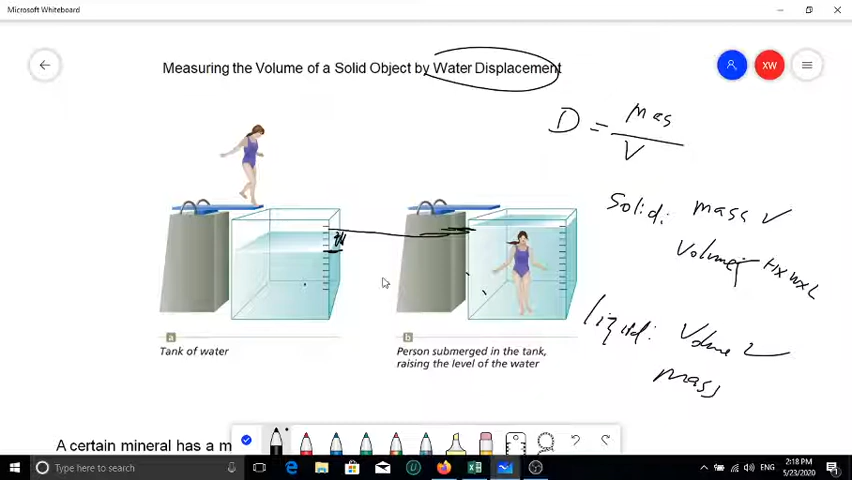 Microsoft Whiteboard
XW
Measuring the Volume of a Solid Object by Water Displacement
D = mas
V
Solid: mass
Volume: H×W×L
liquid: Volume
mass
a
Tank of water
b
Person submerged in the tank,
raising the level of the water
A certain mineral has a m
Type here to search
ENG
2:18 PM
5/23/2020